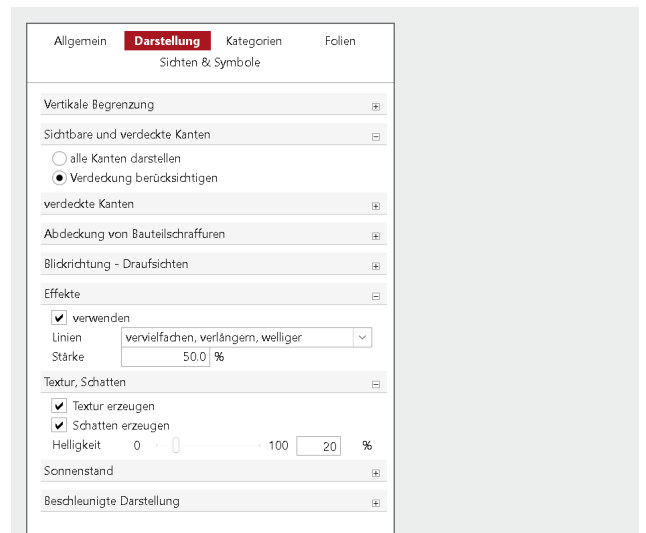 Allgemein Darstellung Kategorien Folien
Sichten & Symbole
Vertikale Begrenzung
Sichtbare und verdeckte Kanten
alle Kanten darstellen
Verdeckung berücksichtigen
verdeckte Kanten
Abdeckung von Bauteilschraffuren
Blickrichtung - Draufsichten
Effekte
verwenden
Linien vervielfachen, verlängern, welliger
Stärke 50.0 %
Textur, Schatten
Textur erzeugen
Schatten erzeugen
Helligkeit 0 100 20 %
Sonnenstand
Beschleunigte Darstellung